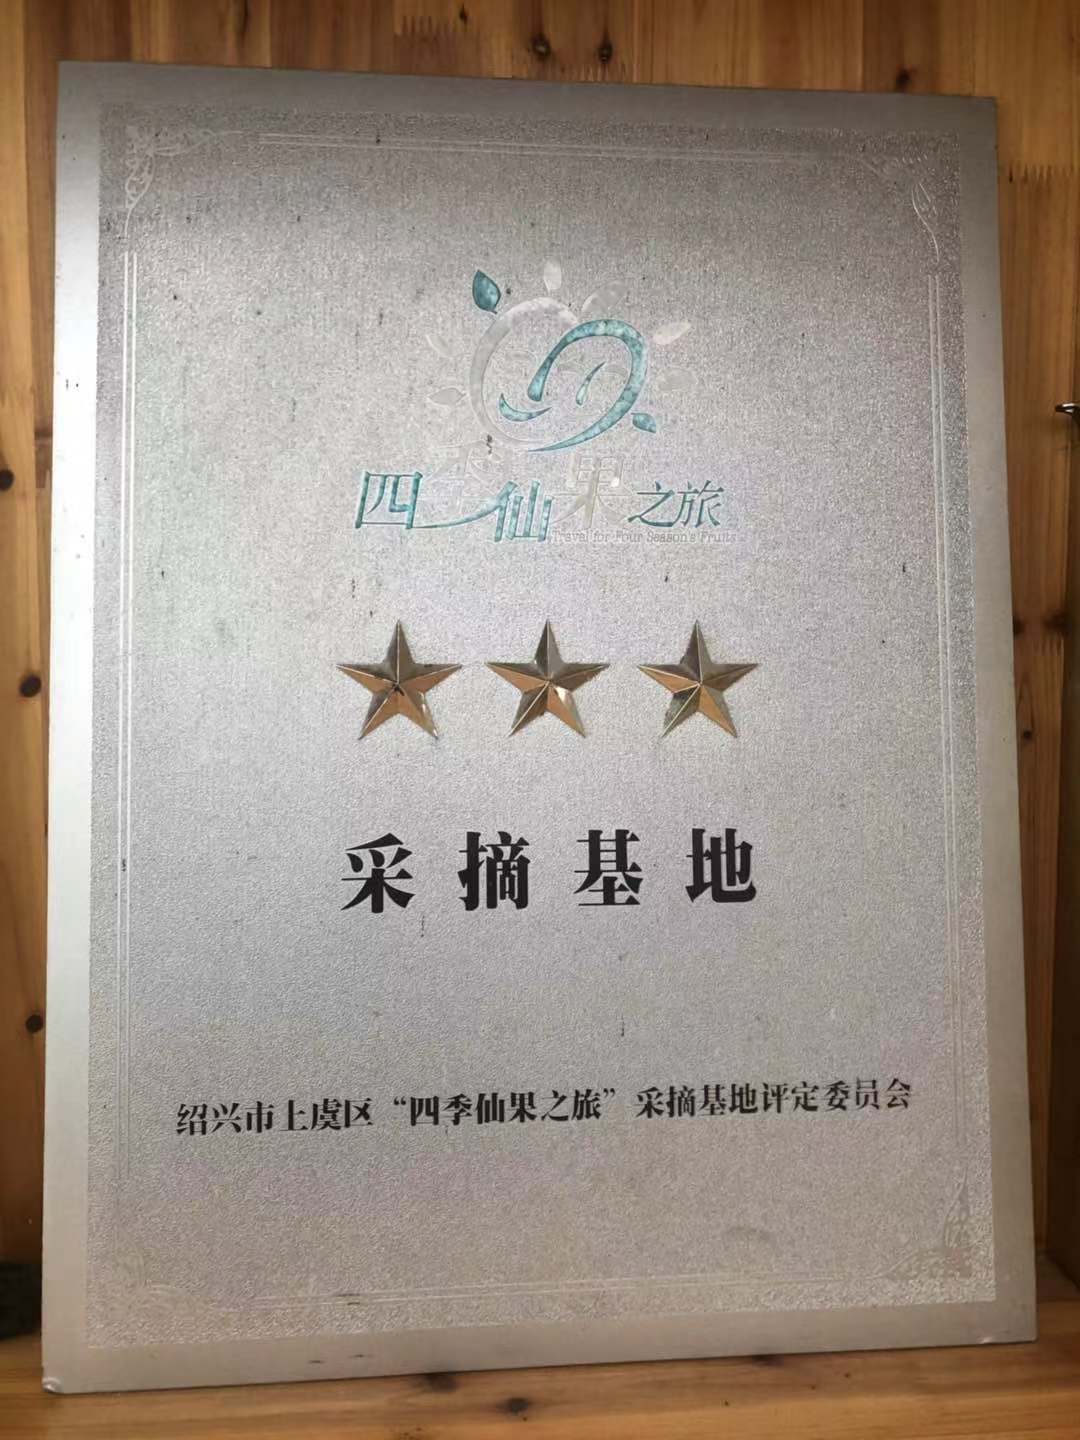 四季仙果之旅
Travel for Four Season's Fruits
采摘基地
绍兴市上虞区“四季仙果之旅”采摘基地评定委员会